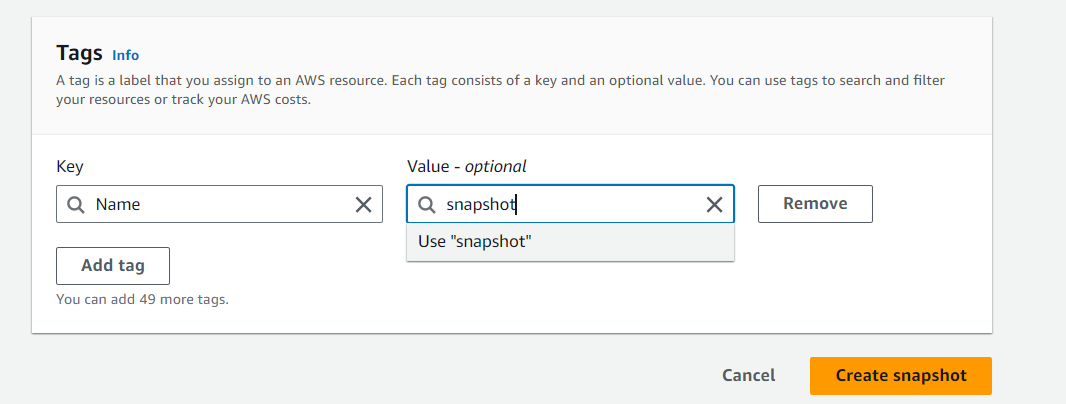 Tags Info
A tag is a label that you assign to an AWS resource. Each tag consists of a key and an optional value. You can use tags to search and filter
your resources or track your AWS costs.
Key
Value - optional
Name
snapshot
Remove
Use "snapshot"
Add tag
You can add 49 more tags.
Cancel
Create snapshot